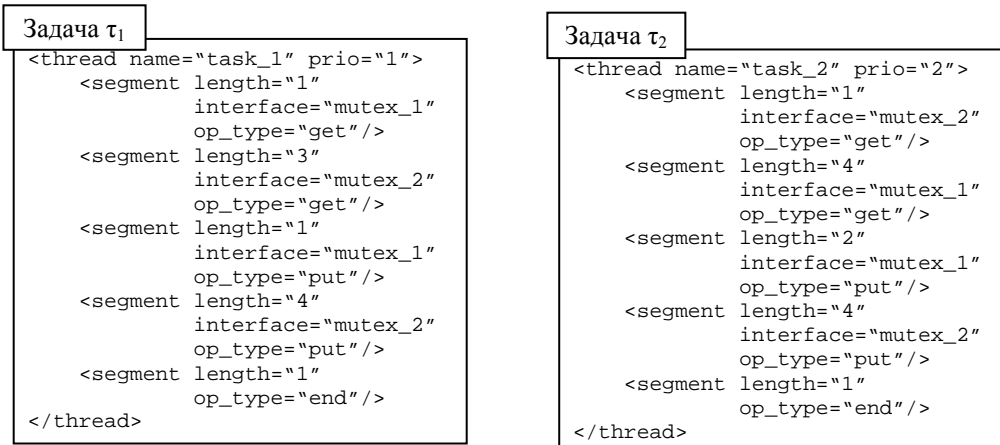 Задача τ₁
<thread name=“task_1” prio=“1”>
<segment length=“1”
interface=“mutex_1”
op_type=“get”/>
<segment length=“3”
interface=“mutex_2”
op_type=“get”/>
<segment length=“1”
interface=“mutex_1”
op_type=“put”/>
<segment length=“4”
interface=“mutex_2”
op_type=“put”/>
<segment length=“1”
op_type=“end”/>
</thread>
Задача τ₂
<thread name=“task_2” prio=“2”>
<segment length=“1”
interface=“mutex_2”
op_type=“get”/>
<segment length=“4”
interface=“mutex_1”
op_type=“get”/>
<segment length=“2”
interface=“mutex_1”
op_type=“put”/>
<segment length=“4”
interface=“mutex_2”
op_type=“put”/>
<segment length=“1”
op_type=“end”/>
</thread>